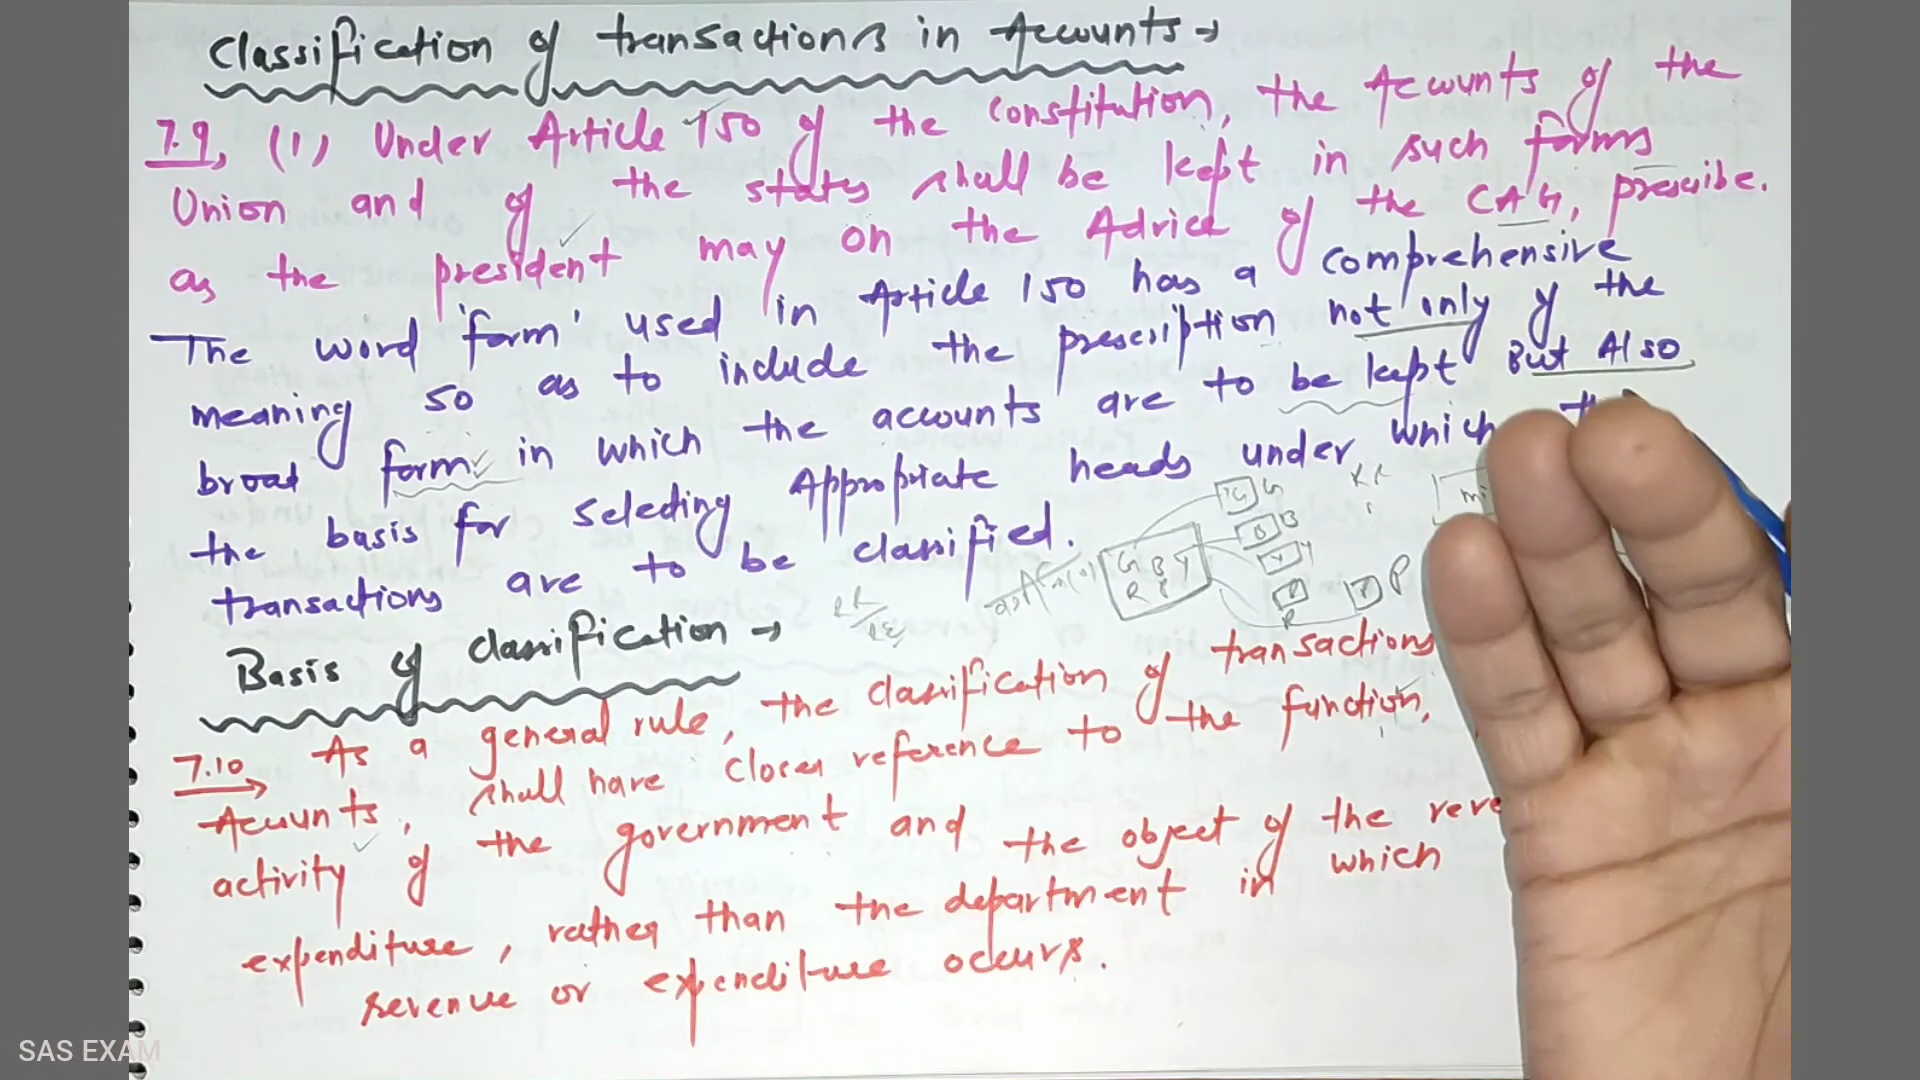 Classification of transactions in Accounts →
7.9, (1) Under Article 150 of the constitution, the Accounts of the
Union and of the states shall be kept in such forms
as the president may on the Advice of the CAG, prescribe.
The word 'form' used in Article 150 has a comprehensive
meaning so as to include the prescription not only of the
broad form in which the accounts are to be kept But Also
the basis for selecting Appropriate heads under which
transactions are to be classified.
G B Y
R P
G G
B B
Y Y
R R
P P
Basis of classification →
7.10 → As a general rule, the classification of transactions
Accounts, shall have closer reference to the function,
activity of the government and the object of the reve
expenditure, rather than the department in which
revenue or expenditure occurs.
SAS EXAM